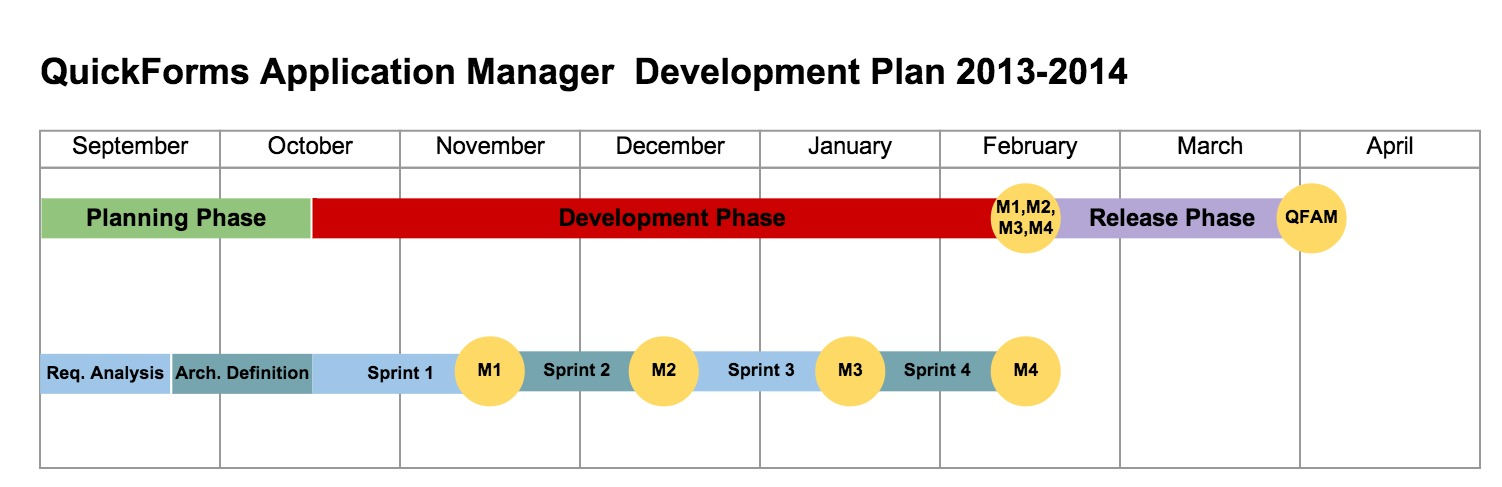 QuickForms Application Manager  Development Plan 2013-2014
September October November December January February March April
Planning Phase Development Phase M1,M2, Release Phase QFAM
M3,M4
Req. Analysis Arch. Definition Sprint 1 M1 Sprint 2 M2 Sprint 3 M3 Sprint 4 M4